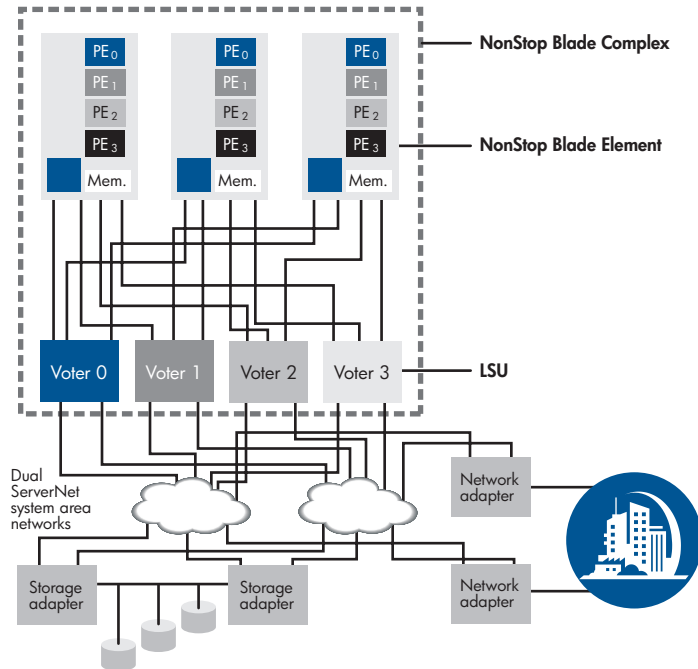 NonStop Blade Complex
PE0 PE0 PE0
PE1 PE1 PE1
PE2 PE2 PE2
PE3 PE3 PE3
NonStop Blade Element
Mem. Mem. Mem.
Voter 0 Voter 1 Voter 2 Voter 3
LSU
Dual
ServerNet
system area
networks
Network
adapter
Storage
adapter
Storage
adapter
Network
adapter